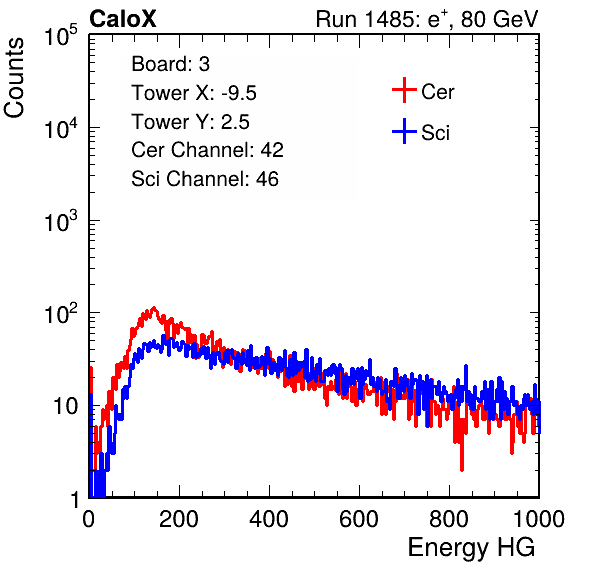 CaloX Run 1485: e+, 80 GeV
Counts
Board: 3
Tower X: -9.5
Tower Y: 2.5
Cer Channel: 42
Sci Channel: 46
Cer
Sci
10^5
10^4
10^3
10^2
10
1
0 200 400 600 800 1000
Energy HG